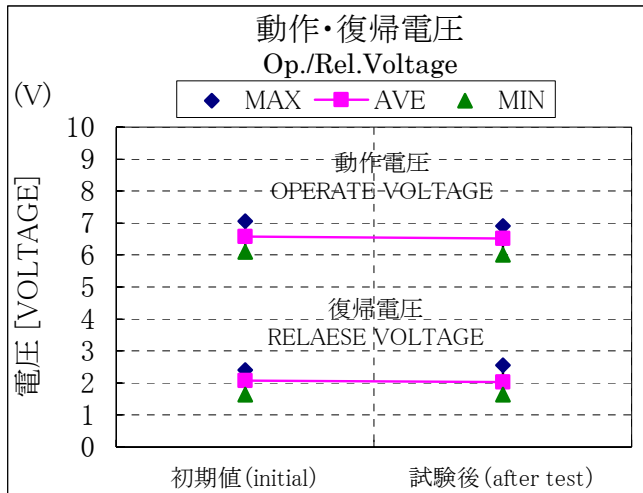 動作・復帰電圧
Op./Rel.Voltage
(V)
MAX AVE MIN
電圧 [VOLTAGE]
10
9
8
7
6
5
4
3
2
1
0
動作電圧
OPERATE VOLTAGE
復帰電圧
RELAESE VOLTAGE
初期値(initial) 試験後(after test)